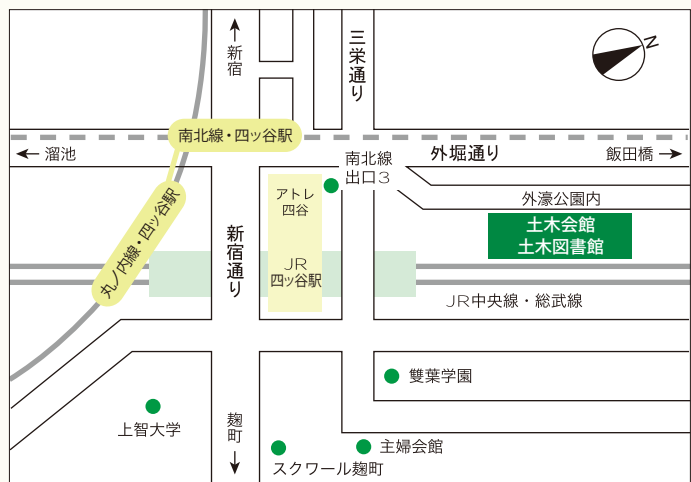 新宿
三栄通り
N
南北線・四ッ谷駅
溜池
外堀通り
飯田橋
南北線
出口3
アトレ
四谷
外濠公園内
土木会館
土木図書館
丸ノ内線・四ッ谷駅
新宿通り
JR
四ッ谷駅
JR中央線・総武線
雙葉学園
上智大学
麹町
主婦会館
スクワール麹町